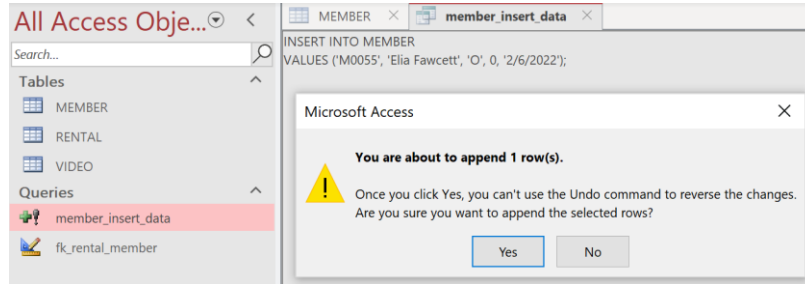 All Access Obje...
Search...
Tables
MEMBER
RENTAL
VIDEO
Queries
member_insert_data
fk_rental_member
MEMBER
member_insert_data
INSERT INTO MEMBER
VALUES ('M0055', 'Elia Fawcett', 'O', 0, '2/6/2022');
Microsoft Access
You are about to append 1 row(s).
Once you click Yes, you can't use the Undo command to reverse the changes.
Are you sure you want to append the selected rows?
Yes
No